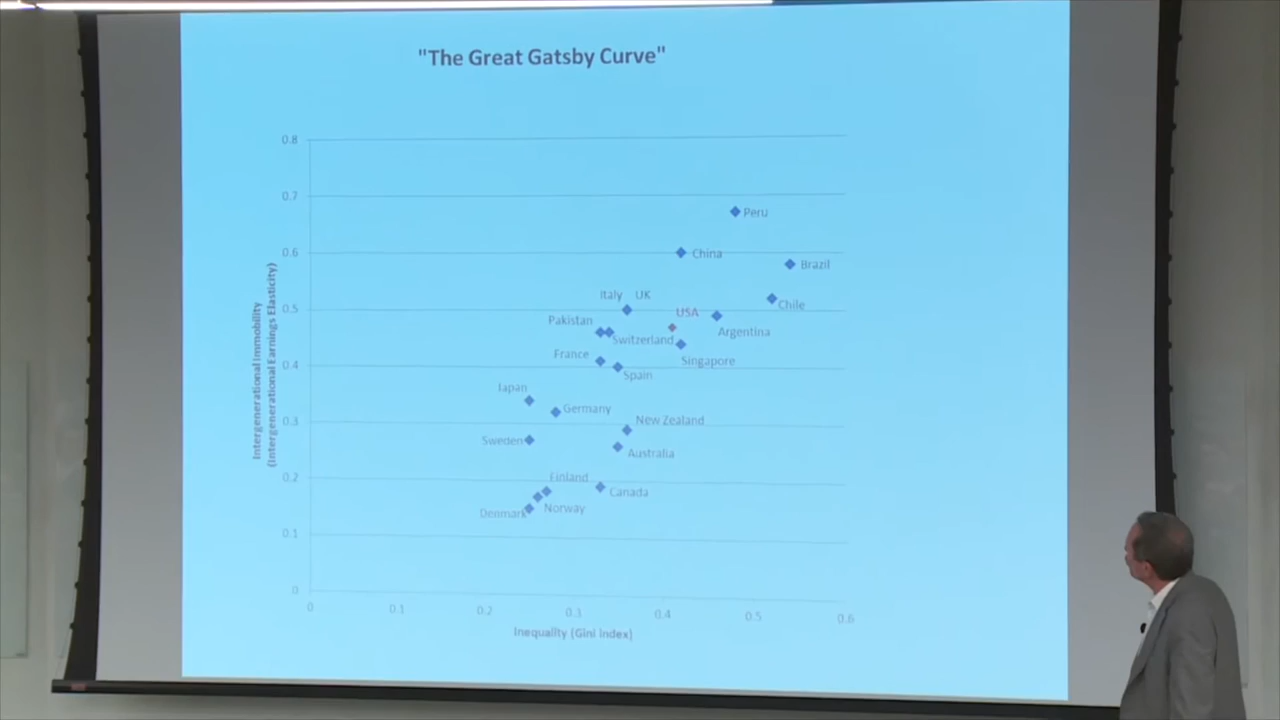 "The Great Gatsby Curve"
0.8
0.7
Peru
0.6
China
Brazil
Italy UK
0.5
Chile
Pakistan
USA
Switzerland
Argentina
France
Singapore
0.4
Spain
Japan
Germany
0.3
New Zealand
Sweden
Australia
0.2
Finland
Canada
Denmark
Norway
0.1
0
Intergenerational Immobility
(Intergenerational Earnings Elasticity)
0 0.1 0.2 0.3 0.4 0.5 0.6
Inequality (Gini Index)